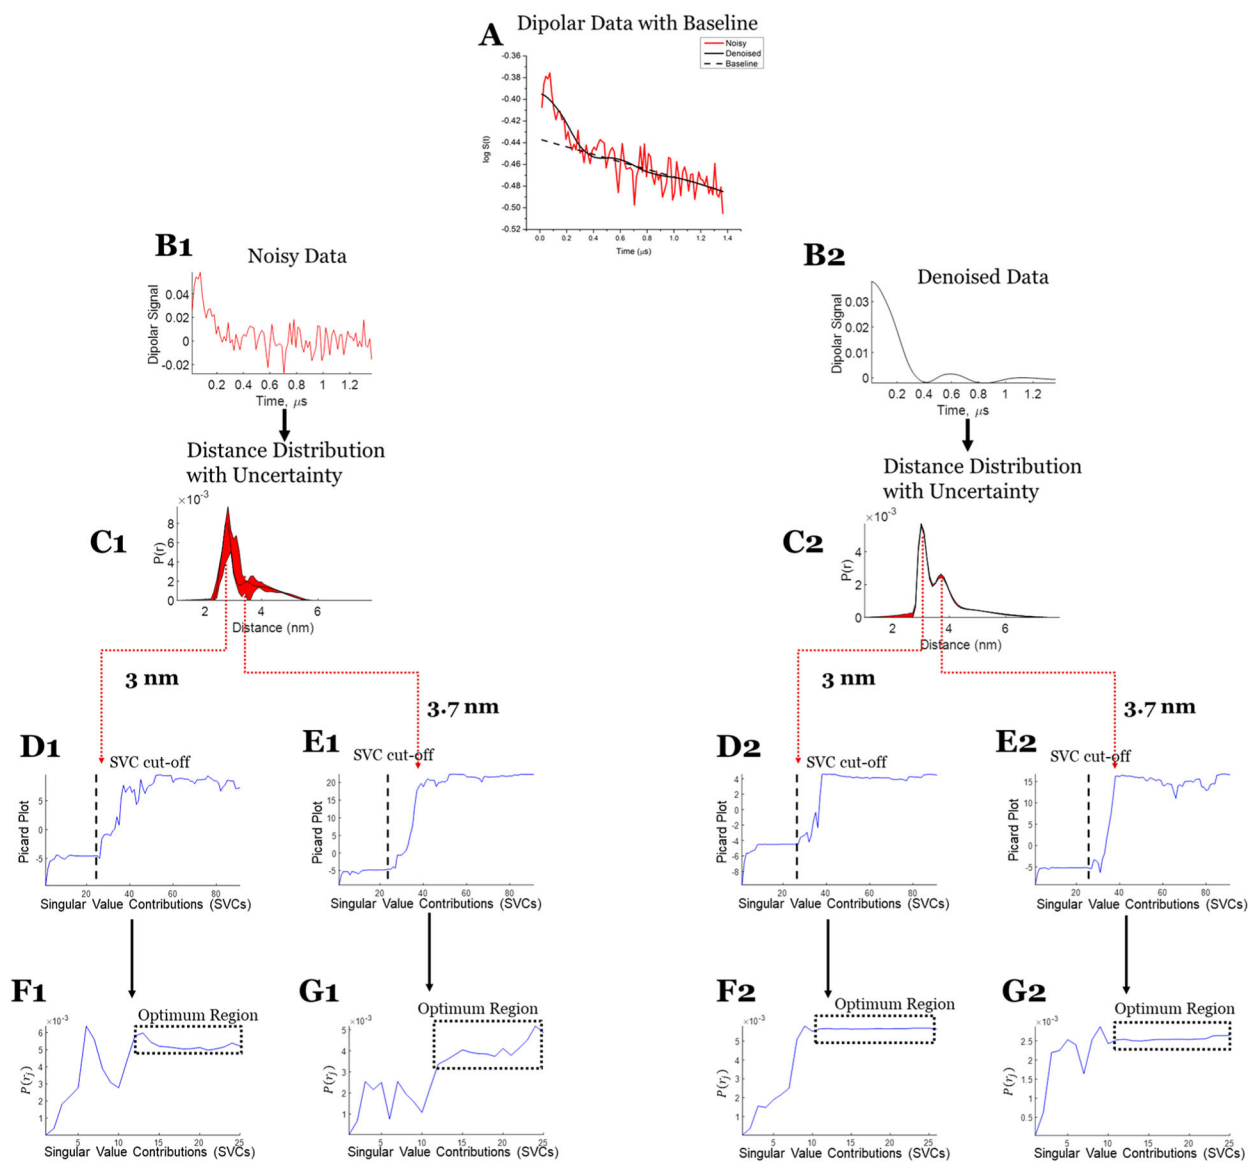 Dipolar Data with Baseline
A
Noisy
Denoised
Baseline
-0.36
-0.38
-0.40
-0.42
-0.44
-0.46
-0.48
-0.50
-0.52
log S(t)
0.0 0.2 0.4 0.6 0.8 1.0 1.2 1.4
Time (μs)
B1
Noisy Data
0.04
0.02
0
-0.02
Dipolar Signal
0.2 0.4 0.6 0.8 1 1.2
Time, μs
B2
Denoised Data
0.03
0.02
0.01
0
Dipolar Signal
0.2 0.4 0.6 0.8 1 1.2
Time, μs
Distance Distribution
with Uncertainty
C1
×10⁻³
8
6
4
2
0
P(r)
2 4 6
Distance (nm)
Distance Distribution
with Uncertainty
C2
×10⁻³
4
2
0
P(r)
2 4 6
Distance (nm)
3 nm
3.7 nm
3 nm
3.7 nm
D1
SVC cut-off
5
0
-5
Picard Plot
20 40 60 80
Singular Value Contributions (SVCs)
E1
SVC cut-off
20
15
10
5
0
-5
Picard Plot
20 40 60 80
Singular Value Contributions (SVCs)
D2
SVC cut-off
4
2
0
-2
-4
-6
-8
Picard Plot
20 40 60 80
Singular Value Contributions (SVCs)
E2
SVC cut-off
15
10
5
0
-5
Picard Plot
20 40 60 80
Singular Value Contributions (SVCs)
F1
Optimum Region
×10⁻³
6
5
4
3
2
1
P(rj)
5 10 15 20 25
Singular Value Contributions (SVCs)
G1
Optimum Region
×10⁻³
5
4
3
2
1
P(rj)
5 10 15 20 25
Singular Value Contributions (SVCs)
F2
Optimum Region
×10⁻³
5
4
3
2
1
P(rj)
5 10 15 20 25
Singular Value Contributions (SVCs)
G2
Optimum Region
×10⁻³
2.5
2
1.5
1
0.5
P(rj)
5 10 15 20 25
Singular Value Contributions (SVCs)